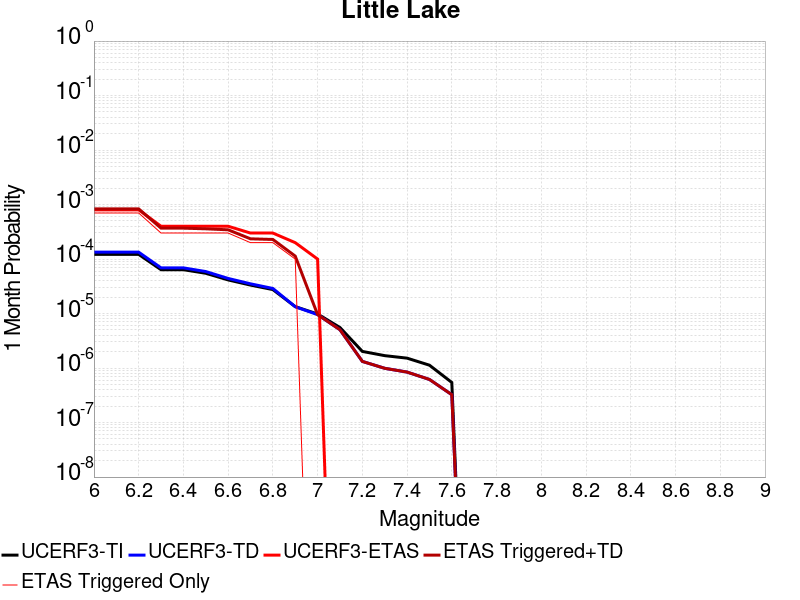 Little Lake
10^0
10^-1
10^-2
10^-3
10^-4
10^-5
10^-6
10^-7
10^-8
1 Month Probability
6 6.2 6.4 6.6 6.8 7 7.2 7.4 7.6 7.8 8 8.2 8.4 8.6 8.8 9
Magnitude
UCERF3-TI UCERF3-TD UCERF3-ETAS ETAS Triggered+TD
ETAS Triggered Only